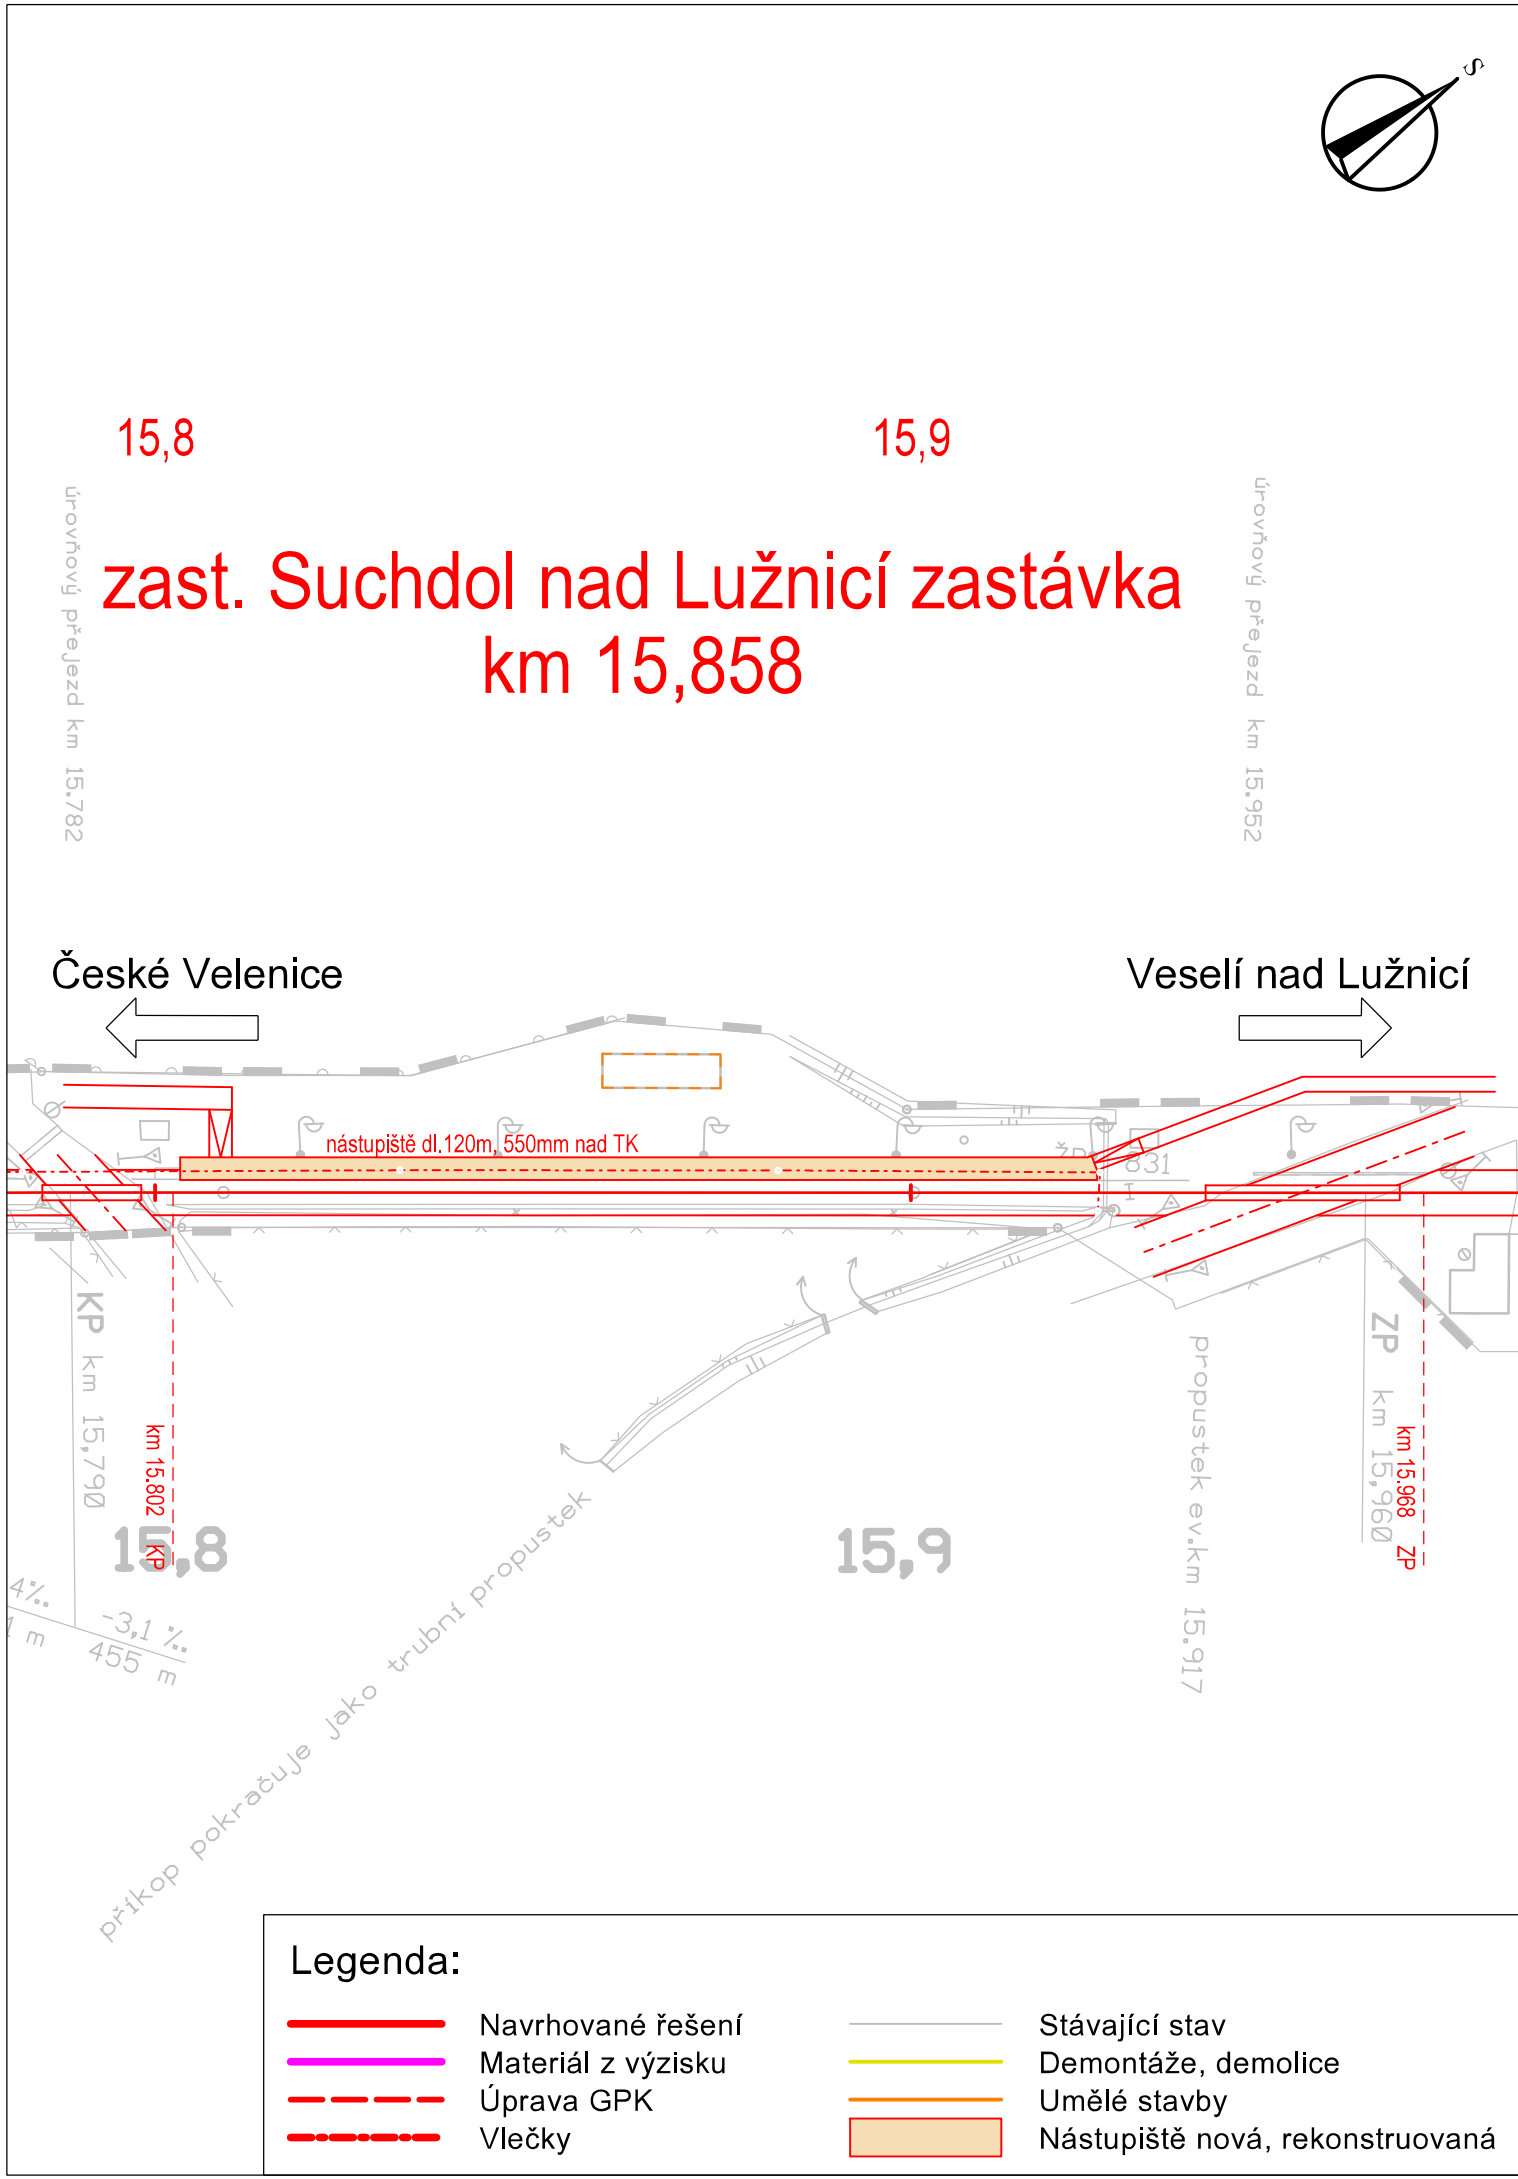 S
15,8
15,9
úrovňový přejezd km 15.782
úrovňový přejezd km 15.952
zast. Suchdol nad Lužnicí zastávka
km 15,858
České Velenice
Veselí nad Lužnicí
nástupiště dl.120m, 550mm nad TK
831
KP km 15,790
km 15.802 KP
15,8
15,9
propustek ev.km 15.917
ZP km 15,960
km 15.968 ZP
4‰
1 m
-3,1 ‰
455 m
příkop pokračuje jako trubní propustek
Legenda:
Navrhované řešení
Materiál z výzisku
Úprava GPK
Vlečky
Stávající stav
Demontáže, demolice
Umělé stavby
Nástupiště nová, rekonstruovaná